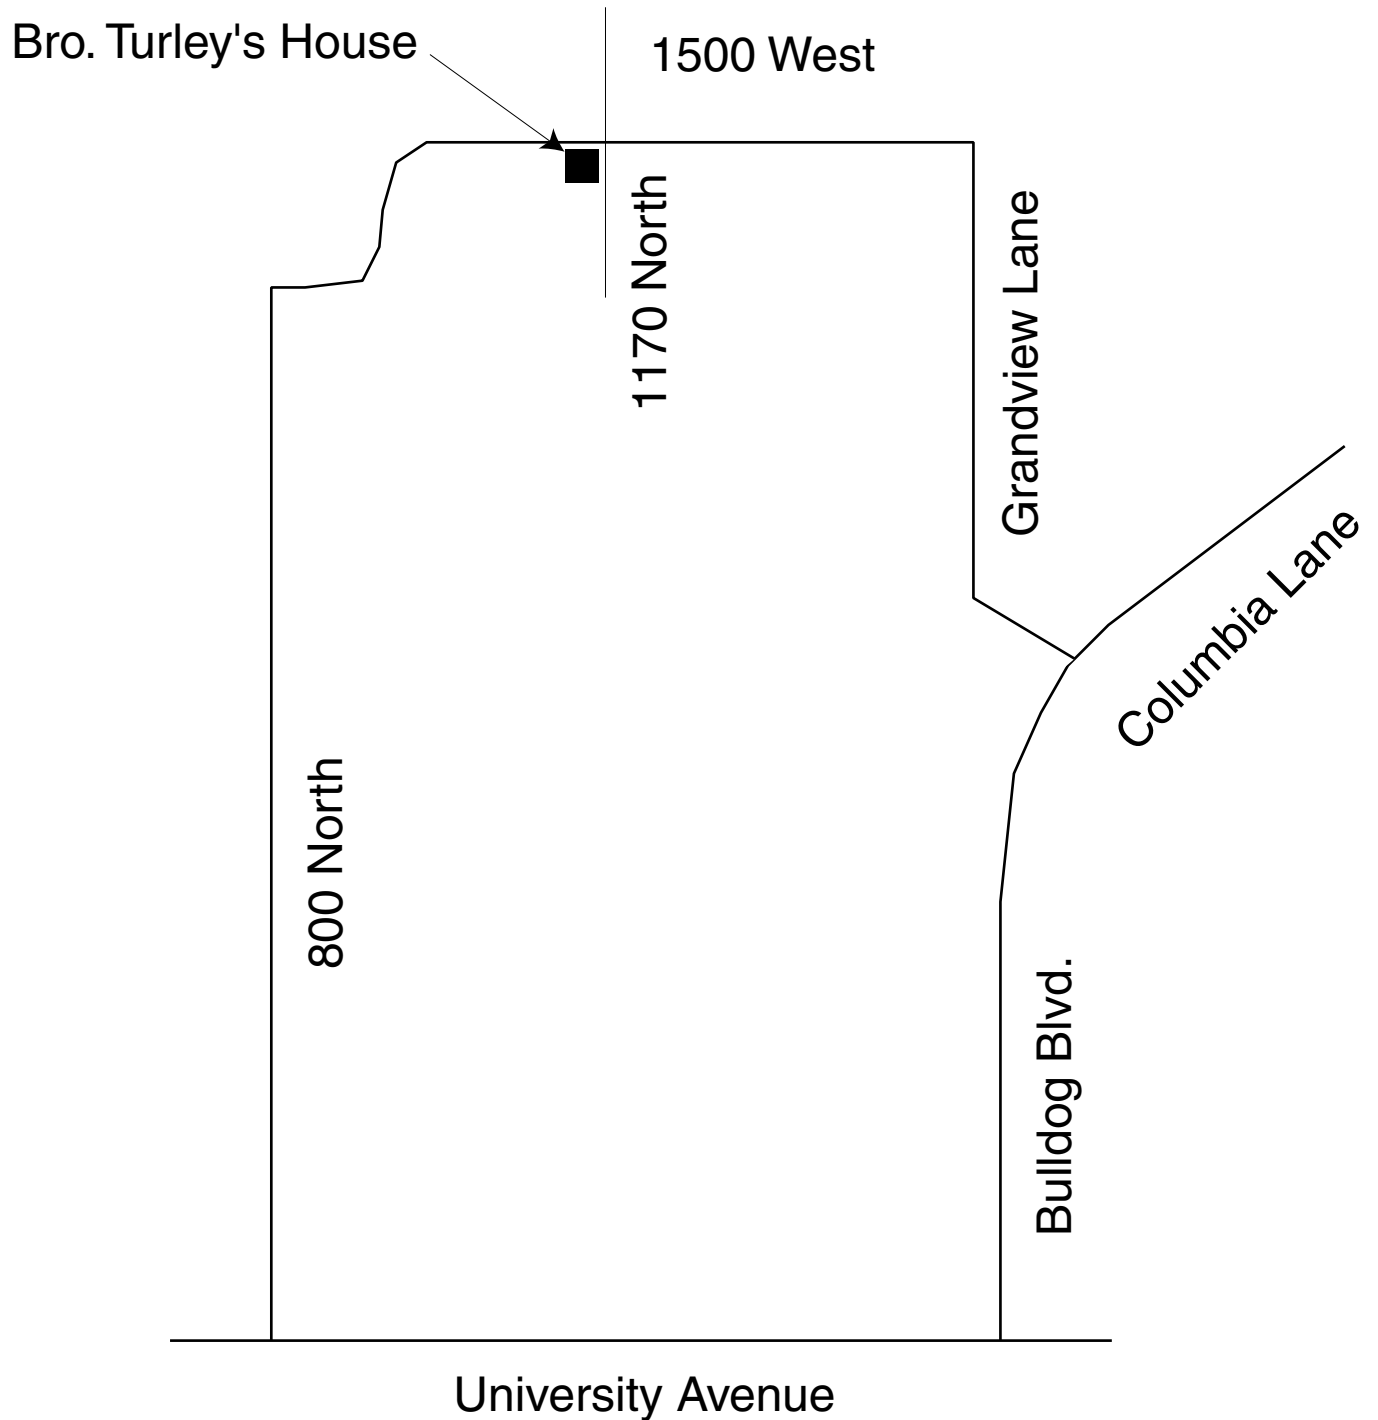 Bro. Turley's House
1500 West
1170 North
Grandview Lane
Columbia Lane
800 North
Bulldog Blvd.
University Avenue